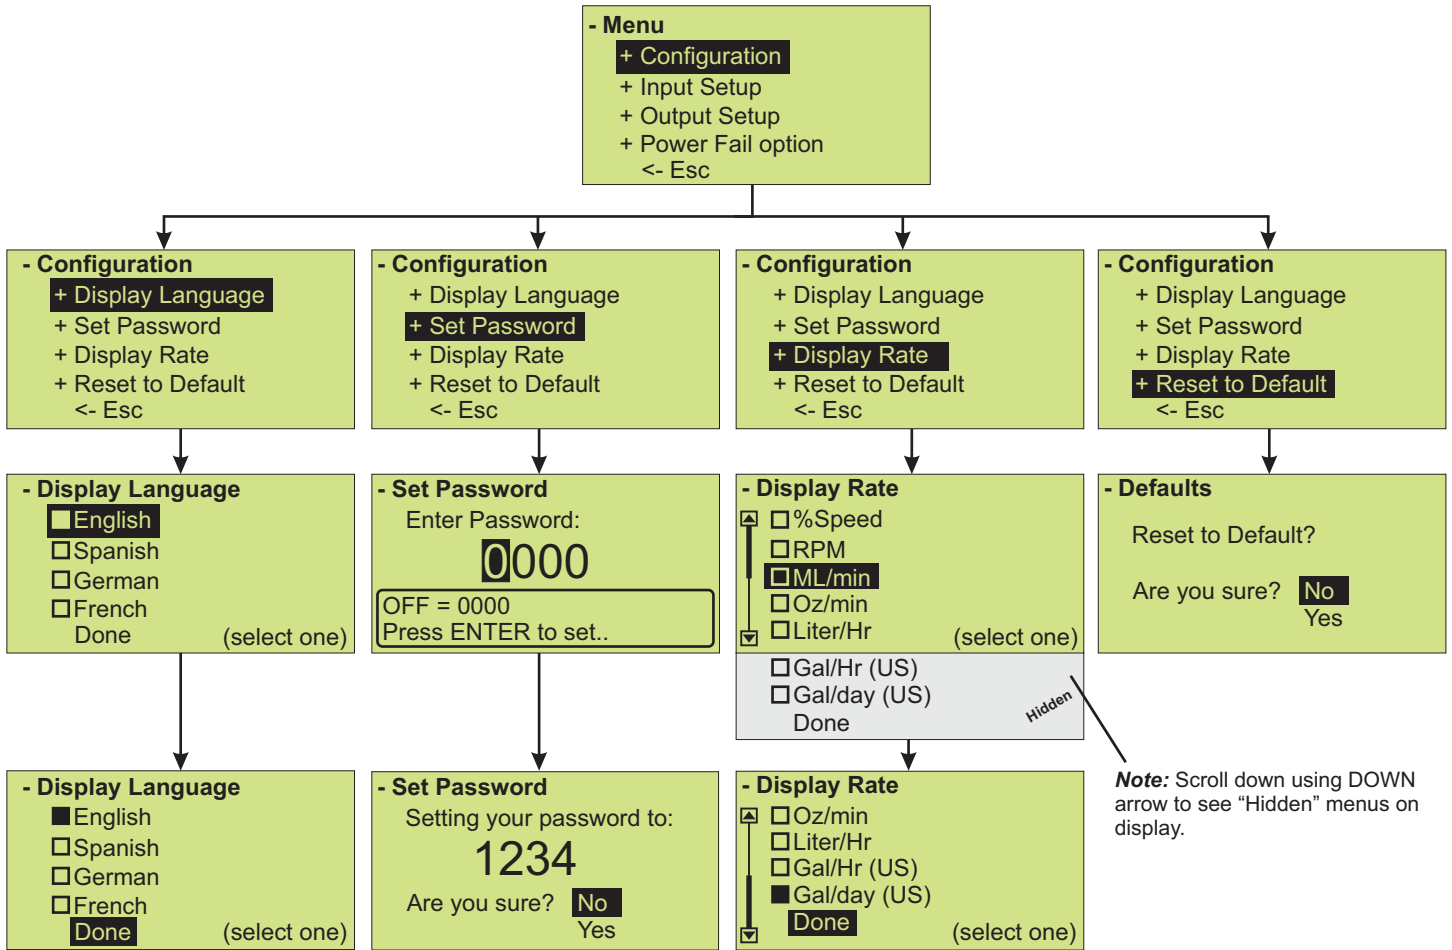 - Menu
+ Configuration
+ Input Setup
+ Output Setup
+ Power Fail option
<- Esc
- Configuration
+ Display Language
+ Set Password
+ Display Rate
+ Reset to Default
<- Esc
- Configuration
+ Display Language
+ Set Password
+ Display Rate
+ Reset to Default
<- Esc
- Configuration
+ Display Language
+ Set Password
+ Display Rate
+ Reset to Default
<- Esc
- Configuration
+ Display Language
+ Set Password
+ Display Rate
+ Reset to Default
<- Esc
- Display Language
English
Spanish
German
French
Done (select one)
- Set Password
Enter Password:
0000
OFF = 0000
Press ENTER to set..
- Display Rate
%Speed
RPM
ML/min
Oz/min
Liter/Hr (select one)
Gal/Hr (US)
Gal/day (US)
Done
Hidden
- Defaults
Reset to Default?
Are you sure? No
Yes
Note: Scroll down using DOWN
arrow to see “Hidden” menus on
display.
- Display Language
English
Spanish
German
French
Done (select one)
- Set Password
Setting your password to:
1234
Are you sure? No
Yes
- Display Rate
Oz/min
Liter/Hr
Gal/Hr (US)
Gal/day (US)
Done (select one)